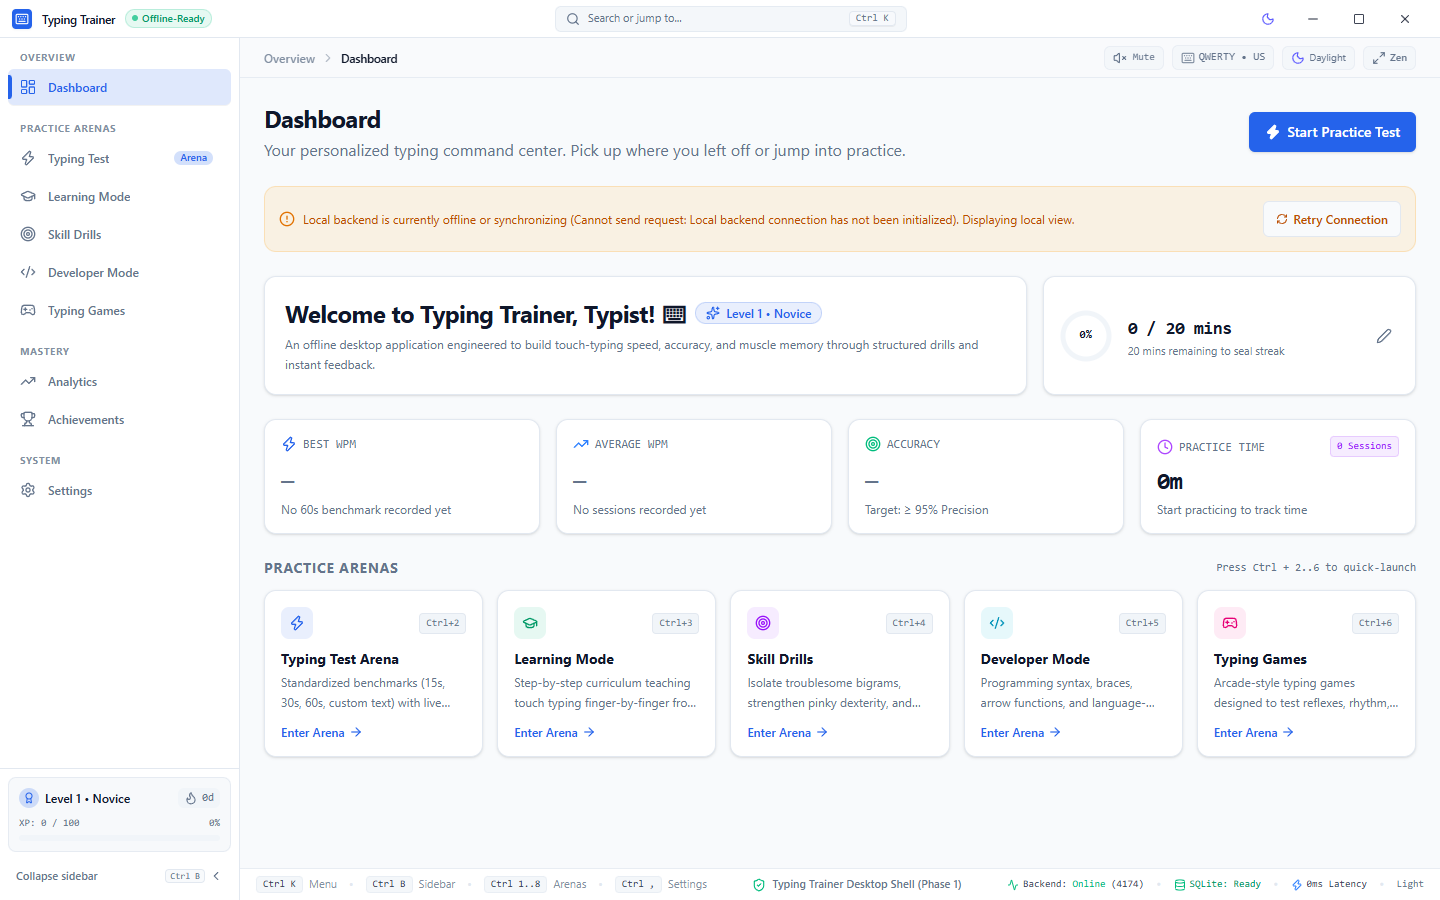 Typing Trainer
Offline-Ready
Search or jump to...
Ctrl K
OVERVIEW
Dashboard
PRACTICE ARENAS
Typing Test
Arena
Learning Mode
Skill Drills
Developer Mode
Typing Games
MASTERY
Analytics
Achievements
SYSTEM
Settings
Level 1 • Novice
0d
XP: 0 / 100
0%
Collapse sidebar
Ctrl B
Overview
Dashboard
Mute
QWERTY • US
Daylight
Zen
Dashboard
Your personalized typing command center. Pick up where you left off or jump into practice.
Start Practice Test
Local backend is currently offline or synchronizing (Cannot send request: Local backend connection has not been initialized). Displaying local view.
Retry Connection
Welcome to Typing Trainer, Typist!
Level 1 • Novice
An offline desktop application engineered to build touch-typing speed, accuracy, and muscle memory through structured drills and
instant feedback.
0%
0 / 20 mins
20 mins remaining to seal streak
BEST WPM
—
No 60s benchmark recorded yet
AVERAGE WPM
—
No sessions recorded yet
ACCURACY
—
Target: ≥ 95% Precision
PRACTICE TIME
0 Sessions
0m
Start practicing to track time
PRACTICE ARENAS
Press Ctrl + 2..6 to quick-launch
Ctrl+2
Typing Test Arena
Standardized benchmarks (15s,
30s, 60s, custom text) with live...
Enter Arena
Ctrl+3
Learning Mode
Step-by-step curriculum teaching
touch typing finger-by-finger fro...
Enter Arena
Ctrl+4
Skill Drills
Isolate troublesome bigrams,
strengthen pinky dexterity, and...
Enter Arena
Ctrl+5
Developer Mode
Programming syntax, braces,
arrow functions, and language-...
Enter Arena
Ctrl+6
Typing Games
Arcade-style typing games
designed to test reflexes, rhythm,...
Enter Arena
Ctrl K Menu
Ctrl B Sidebar
Ctrl 1..8 Arenas
Ctrl , Settings
Typing Trainer Desktop Shell (Phase 1)
Backend: Online (4174)
SQLite: Ready
0ms Latency
Light